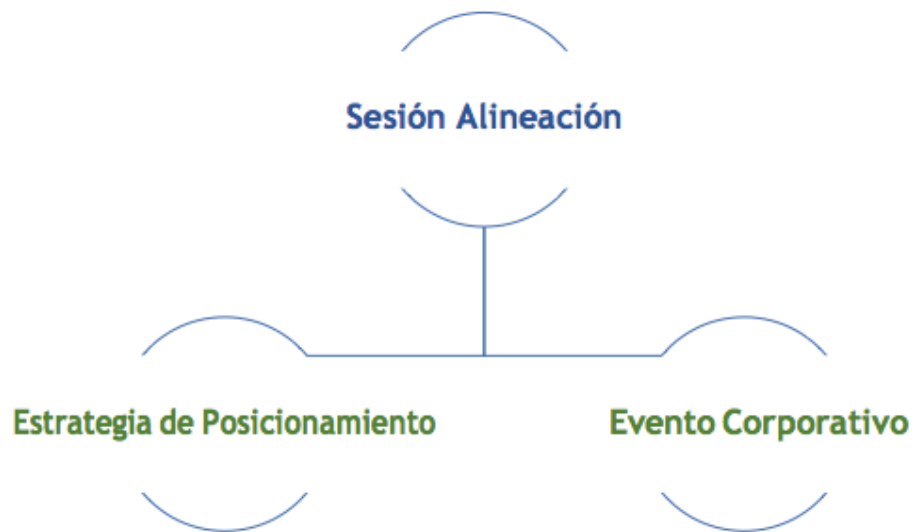 Sesión Alineación
Estrategia de Posicionamiento
Evento Corporativo